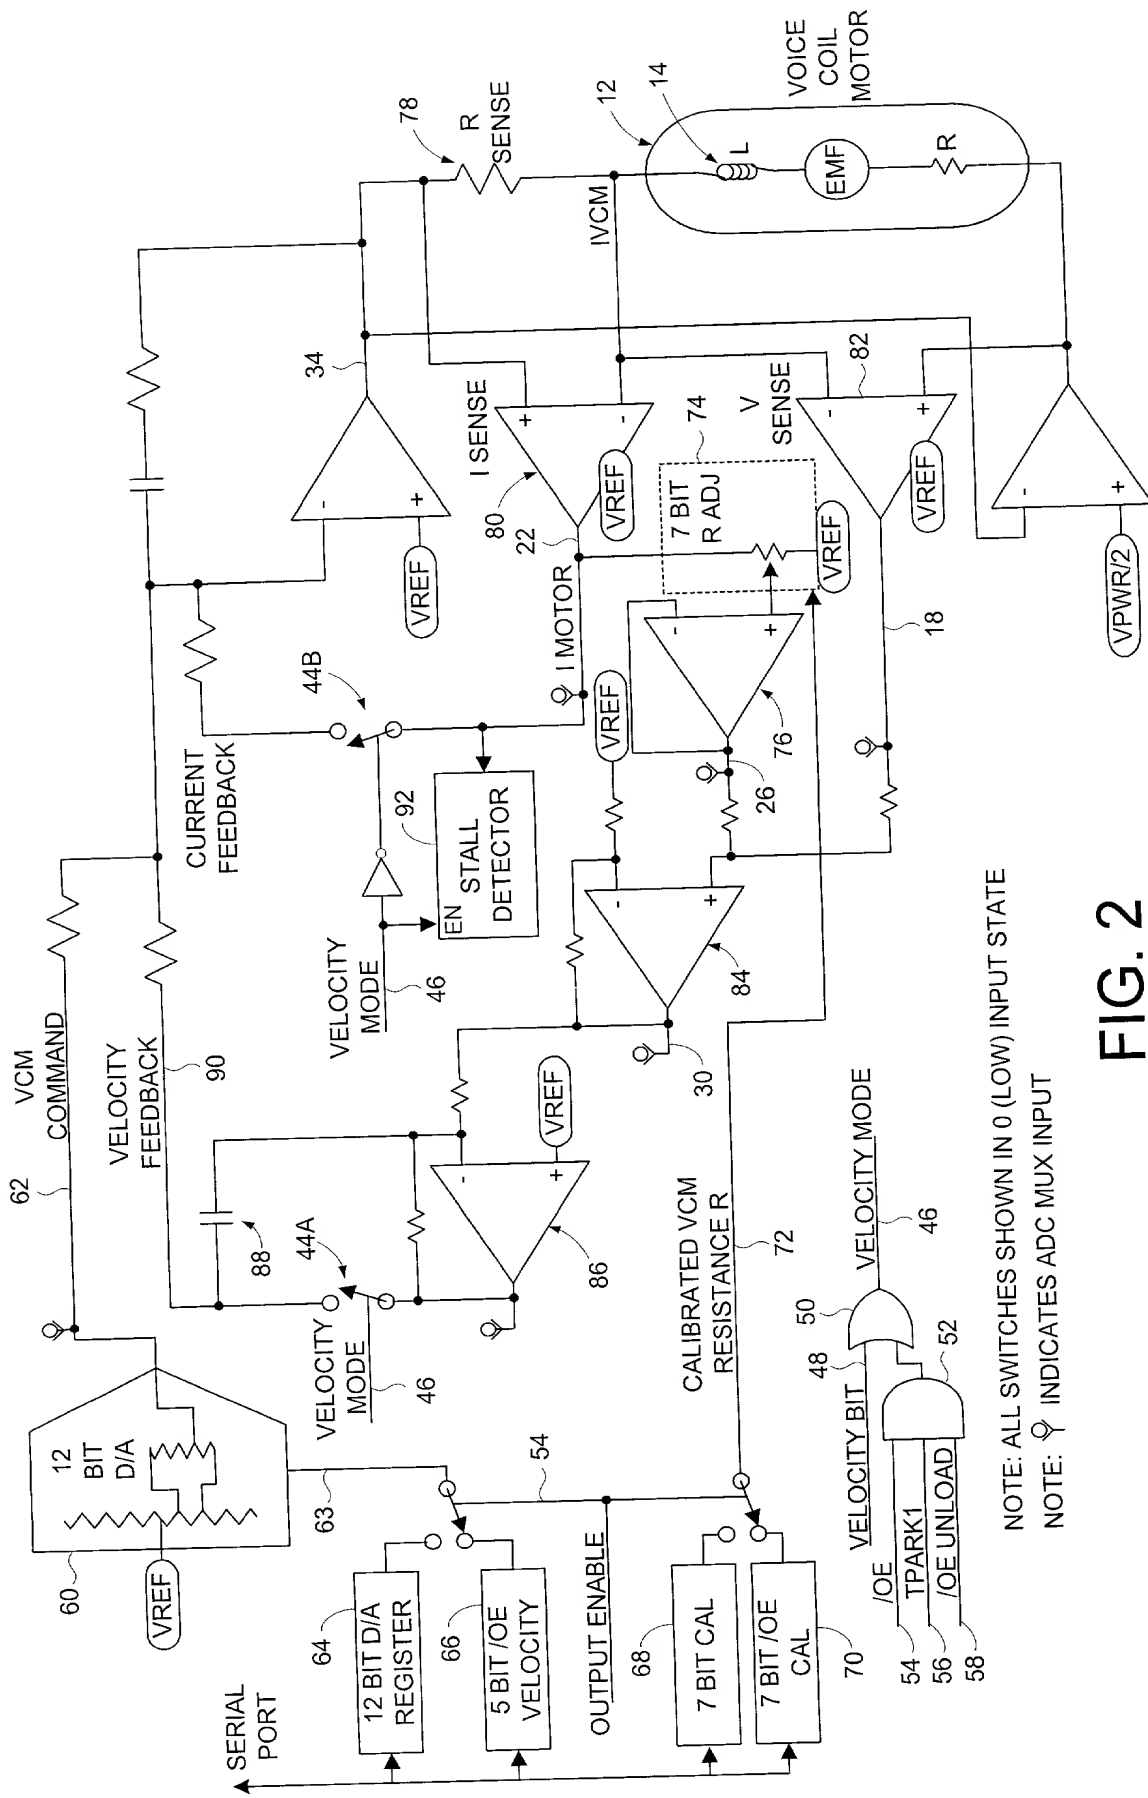 SERIAL
PORT
60
VREF
12
BIT
D/A
63
64
12 BIT D/A
REGISTER
66
5 BIT /OE
VELOCITY
OUTPUT ENABLE
54
68
7 BIT CAL
7 BIT /OE
CAL
70
62
VCM
COMMAND
VELOCITY
FEEDBACK
90
88
44A
VELOCITY
MODE
46
86
VREF
CALIBRATED VCM
RESISTANCE R
72
30
84
VELOCITY
MODE
46
EN
STALL
DETECTOR
92
CURRENT
FEEDBACK
44B
I MOTOR
22
VREF
26
76
7 BIT
R ADJ
74
VREF
18
-
+
VREF
34
I SENSE
+
-
80
VREF
V
SENSE
-
+
82
VREF
-
+
-
+
-
+
-
+
VPWR/2
78
R
SENSE
IVCM
12
14
L
EMF
R
VOICE
COIL
MOTOR
VELOCITY BIT
48
50
VELOCITY MODE
46
/OE
TPARK1
/OE UNLOAD
54
56
58
52
NOTE: ALL SWITCHES SHOWN IN 0 (LOW) INPUT STATE
NOTE: INDICATES ADC MUX INPUT
FIG. 2